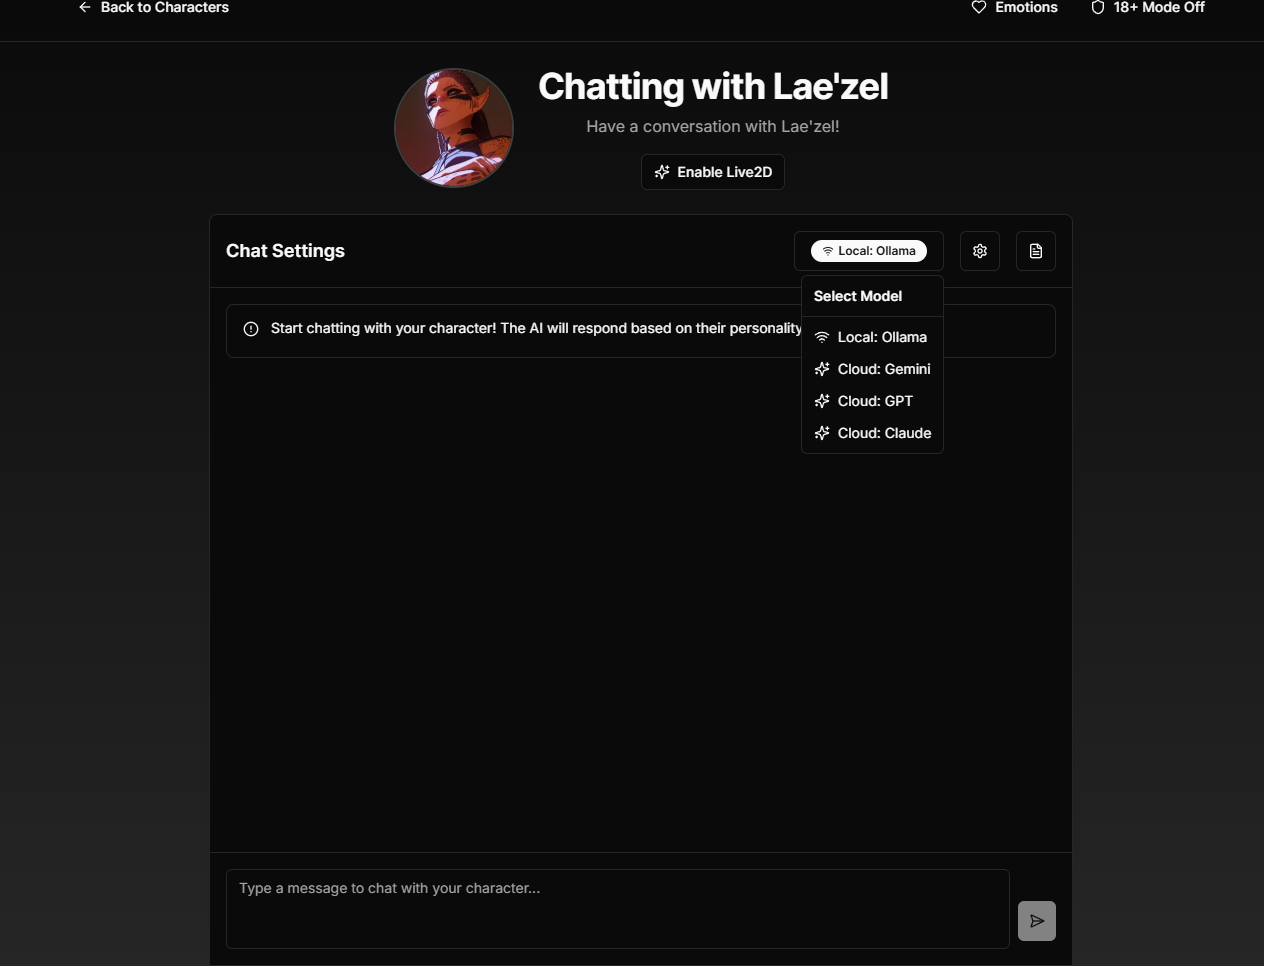 Back to Characters
Emotions
18+ Mode Off
Chatting with Lae'zel
Have a conversation with Lae'zel!
Enable Live2D
Chat Settings
Local: Ollama
Select Model
Start chatting with your character! The AI will respond based on their personality
Local: Ollama
Cloud: Gemini
Cloud: GPT
Cloud: Claude
Type a message to chat with your character...